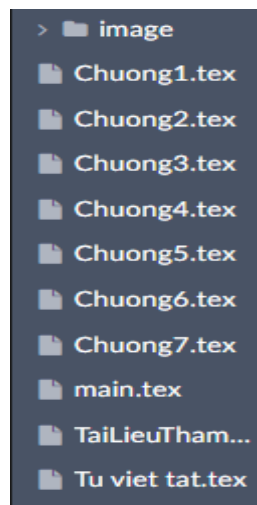 image
Chuong1.tex
Chuong2.tex
Chuong3.tex
Chuong4.tex
Chuong5.tex
Chuong6.tex
Chuong7.tex
main.tex
TaiLieuTham...
Tu viet tat.tex